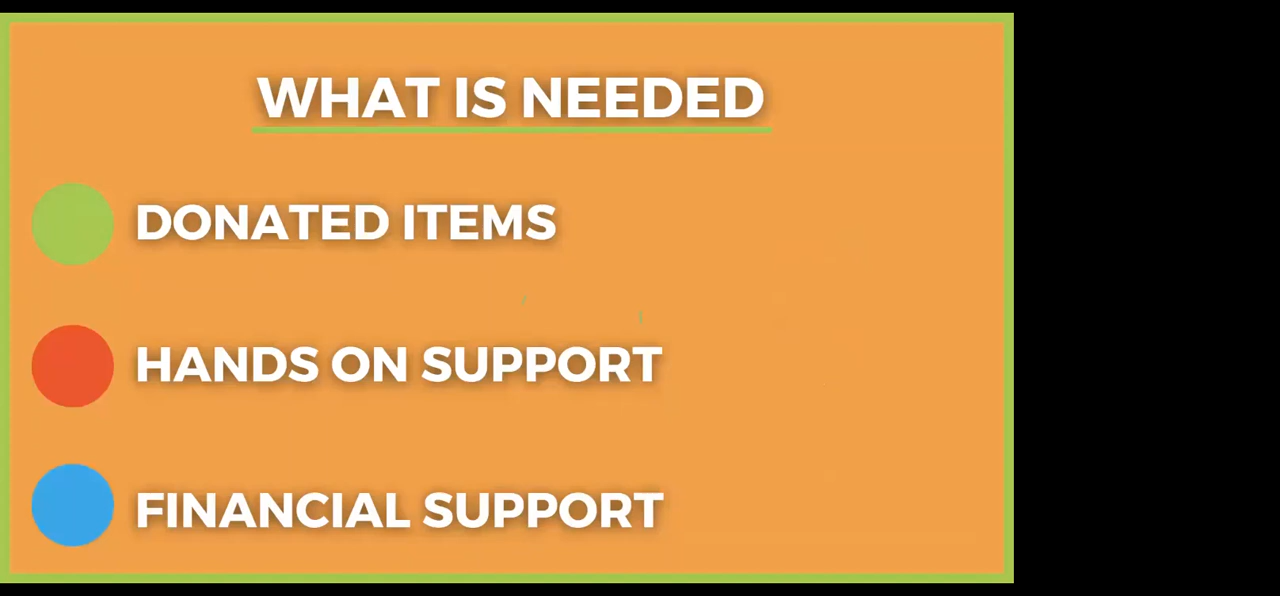 WHAT IS NEEDED
DONATED ITEMS
HANDS ON SUPPORT
FINANCIAL SUPPORT